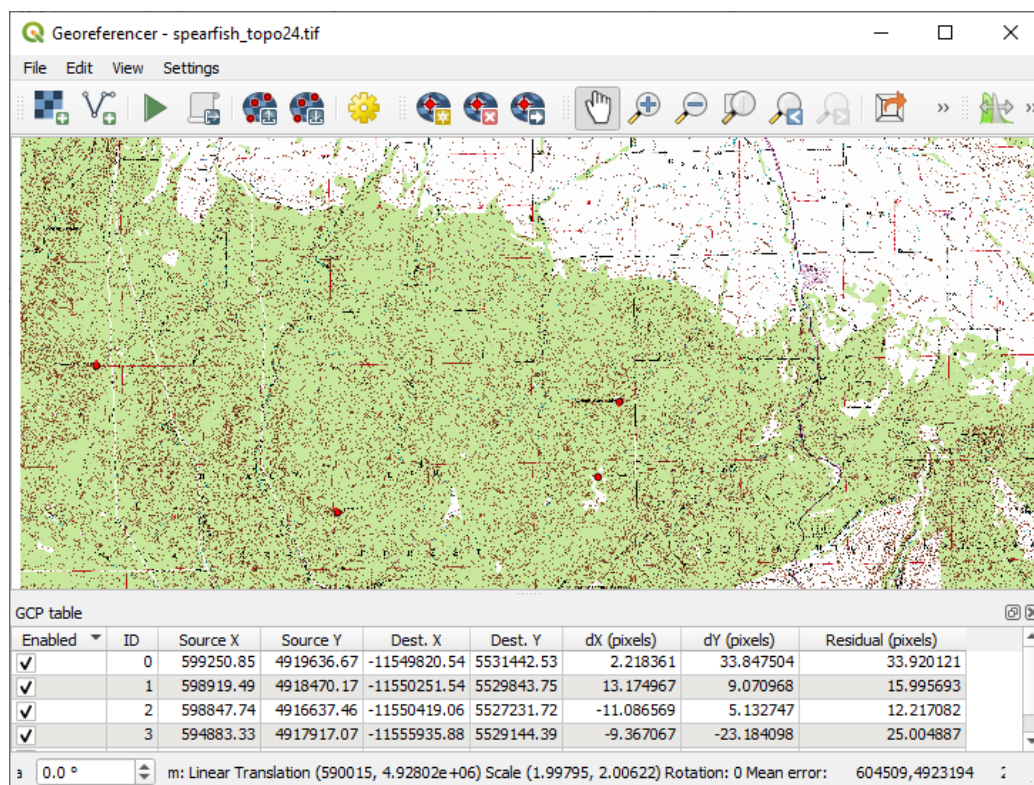 Georeferencer - spearfish_topo24.tif
File Edit View Settings
GCP table
Enabled ID Source X Source Y Dest. X Dest. Y dX (pixels) dY (pixels) Residual (pixels)
0 599250.85 4919636.67 -11549820.54 5531442.53 2.218361 33.847504 33.920121
1 598919.49 4918470.17 -11550251.54 5529843.75 13.174967 9.070968 15.995693
2 598847.74 4916637.46 -11550419.06 5527231.72 -11.086569 5.132747 12.217082
3 594883.33 4917917.07 -11555935.88 5529144.39 -9.367067 -23.184098 25.004887
0.0 ° m: Linear Translation (590015, 4.92802e+06) Scale (1.99795, 2.00622) Rotation: 0 Mean error: 604509,4923194